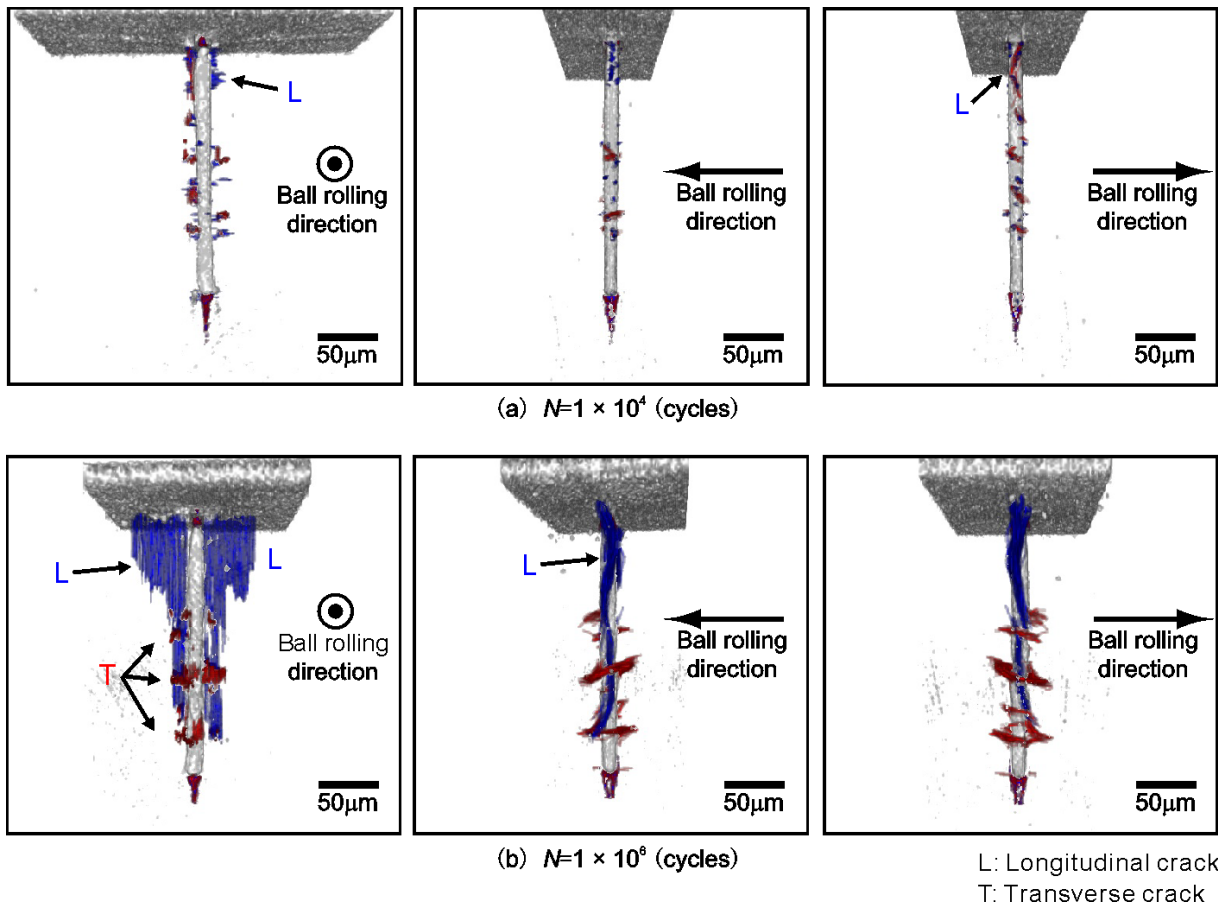 L
Ball rolling
direction
50μm
Ball rolling
direction
50μm
L
Ball rolling
direction
50μm
(a) N=1 × 10⁴ (cycles)
L
L
T
Ball rolling
direction
50μm
L
Ball rolling
direction
50μm
Ball rolling
direction
50μm
(b) N=1 × 10⁶ (cycles)
L: Longitudinal crack
T: Transverse crack